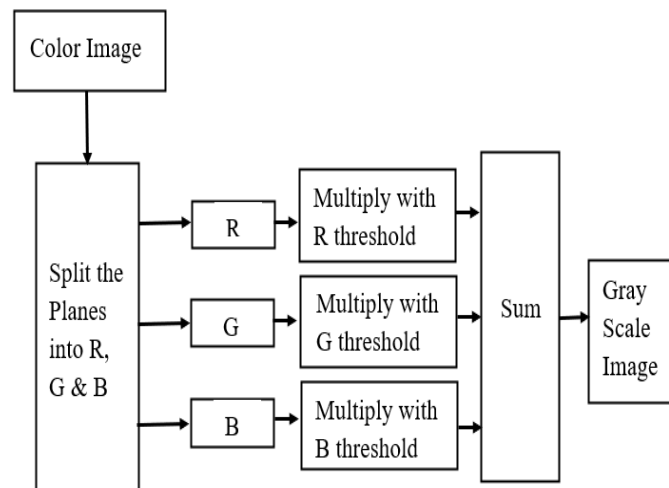 Color Image
Split the
Planes
into R,
G & B
R
Multiply with
R threshold
G
Multiply with
G threshold
B
Multiply with
B threshold
Sum
Gray
Scale
Image